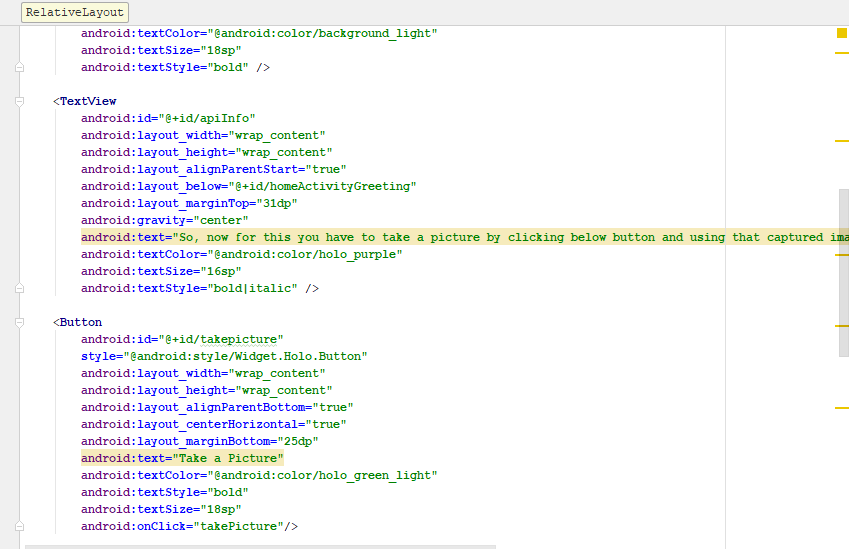 RelativeLayout
android:textColor="@android:color/background_light"
android:textSize="18sp"
android:textStyle="bold" />
<TextView
android:id="@+id/apiInfo"
android:layout_width="wrap_content"
android:layout_height="wrap_content"
android:layout_alignParentStart="true"
android:layout_below="@+id/homeActivityGreeting"
android:layout_marginTop="31dp"
android:gravity="center"
android:text="So, now for this you have to take a picture by clicking below button and using that captured ima
android:textColor="@android:color/holo_purple"
android:textSize="16sp"
android:textStyle="bold|italic" />
<Button
android:id="@+id/takepicture"
style="@android:style/Widget.Holo.Button"
android:layout_width="wrap_content"
android:layout_height="wrap_content"
android:layout_alignParentBottom="true"
android:layout_centerHorizontal="true"
android:layout_marginBottom="25dp"
android:text="Take a Picture"
android:textColor="@android:color/holo_green_light"
android:textStyle="bold"
android:textSize="18sp"
android:onClick="takePicture"/>